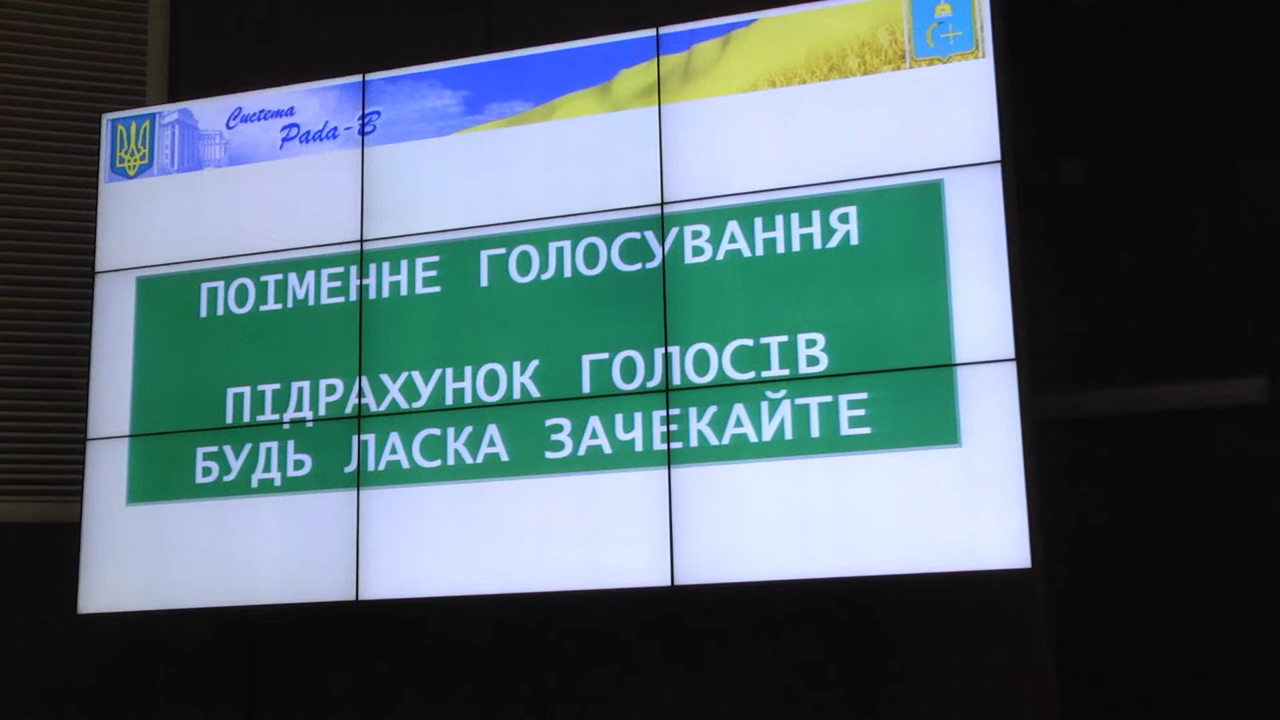 Система
Рада-В
ПОІМЕННЕ ГОЛОСУВАННЯ
ПІДРАХУНОК ГОЛОСІВ
БУДЬ ЛАСКА ЗАЧЕКАЙТЕ